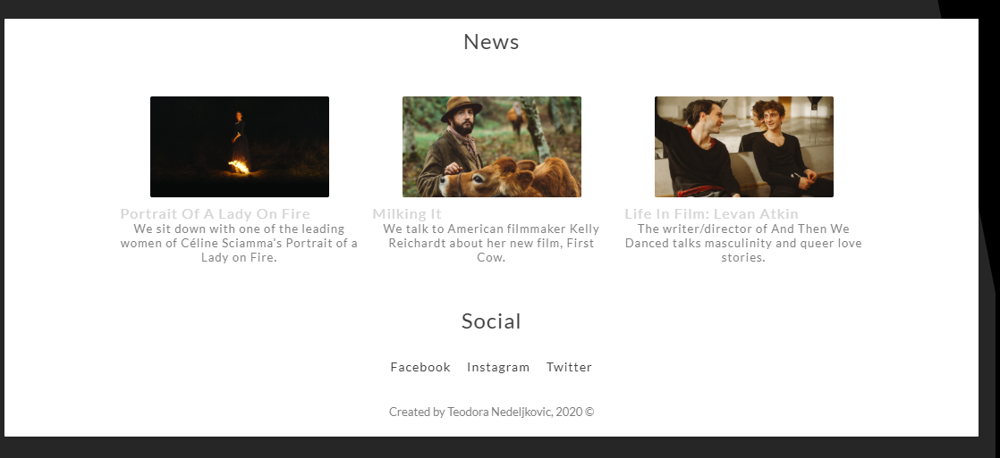 News
Portrait Of A Lady On Fire
We sit down with one of the leading
women of Céline Sciamma’s Portrait of a
Lady on Fire.
Milking It
We talk to American filmmaker Kelly
Reichardt about her new film, First
Cow.
Life In Film: Levan Atkin
The writer/director of And Then We
Danced talks masculinity and queer love
stories.
Social
Facebook Instagram Twitter
Created by Teodora Nedeljkovic, 2020 ©